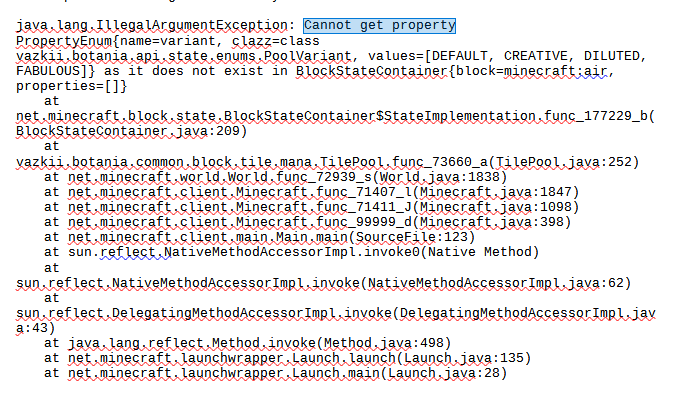 java.lang.IllegalArgumentException: Cannot get property
PropertyEnum{name=variant, clazz=class
vazkii.botania.api.state.enums.PoolVariant, values=[DEFAULT, CREATIVE, DILUTED,
FABULOUS]} as it does not exist in BlockStateContainer{block=minecraft:air,
properties=[]}
at
net.minecraft.block.state.BlockStateContainer$StateImplementation.func_177229_b(
BlockStateContainer.java:209)
at
vazkii.botania.common.block.tile.mana.TilePool.func_73660_a(TilePool.java:252)
at net.minecraft.world.World.func_72939_s(World.java:1838)
at net.minecraft.client.Minecraft.func_71407_l(Minecraft.java:1847)
at net.minecraft.client.Minecraft.func_71411_J(Minecraft.java:1098)
at net.minecraft.client.Minecraft.func_99999_d(Minecraft.java:398)
at net.minecraft.client.main.Main.main(SourceFile:123)
at sun.reflect.NativeMethodAccessorImpl.invoke0(Native Method)
at
sun.reflect.NativeMethodAccessorImpl.invoke(NativeMethodAccessorImpl.java:62)
at
sun.reflect.DelegatingMethodAccessorImpl.invoke(DelegatingMethodAccessorImpl.jav
a:43)
at java.lang.reflect.Method.invoke(Method.java:498)
at net.minecraft.launchwrapper.Launch.launch(Launch.java:135)
at net.minecraft.launchwrapper.Launch.main(Launch.java:28)